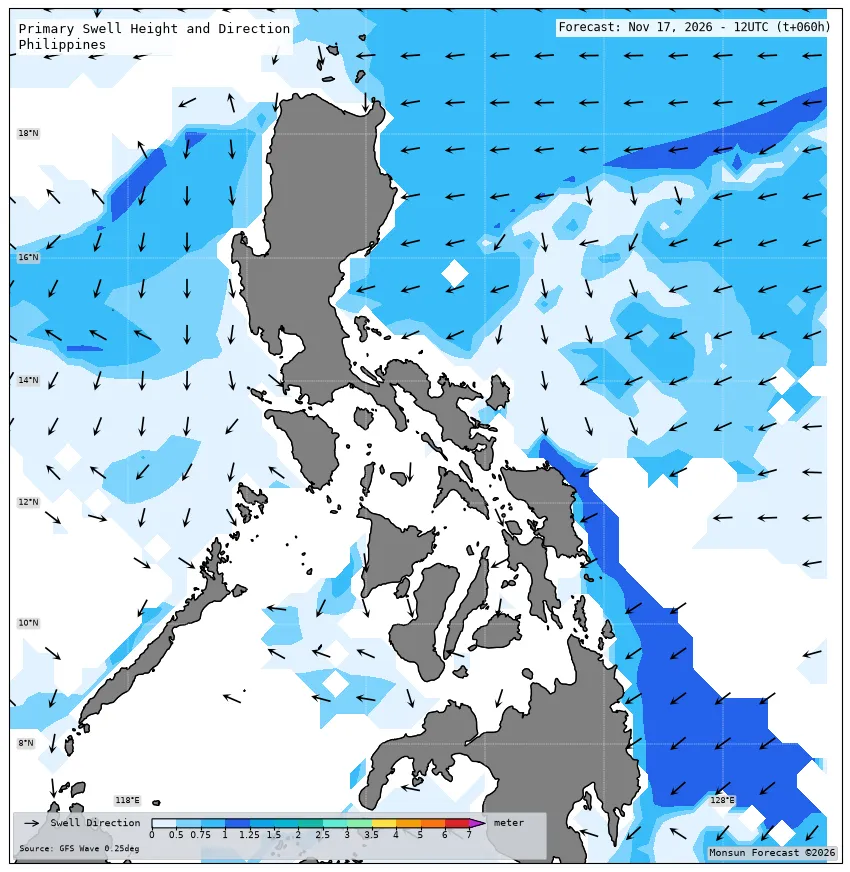 Primary Swell Height and Direction
Philippines
Forecast: Nov 17, 2026 - 12UTC (t+060h)
18°N
16°N
14°N
12°N
10°N
8°N
118°E
128°E
Swell Direction
0 0.5 0.75 1 1.25 1.5 2 2.5 3 3.5 4 5 6 7
meter
Source: GFS Wave 0.25deg
Monsun Forecast ©2026